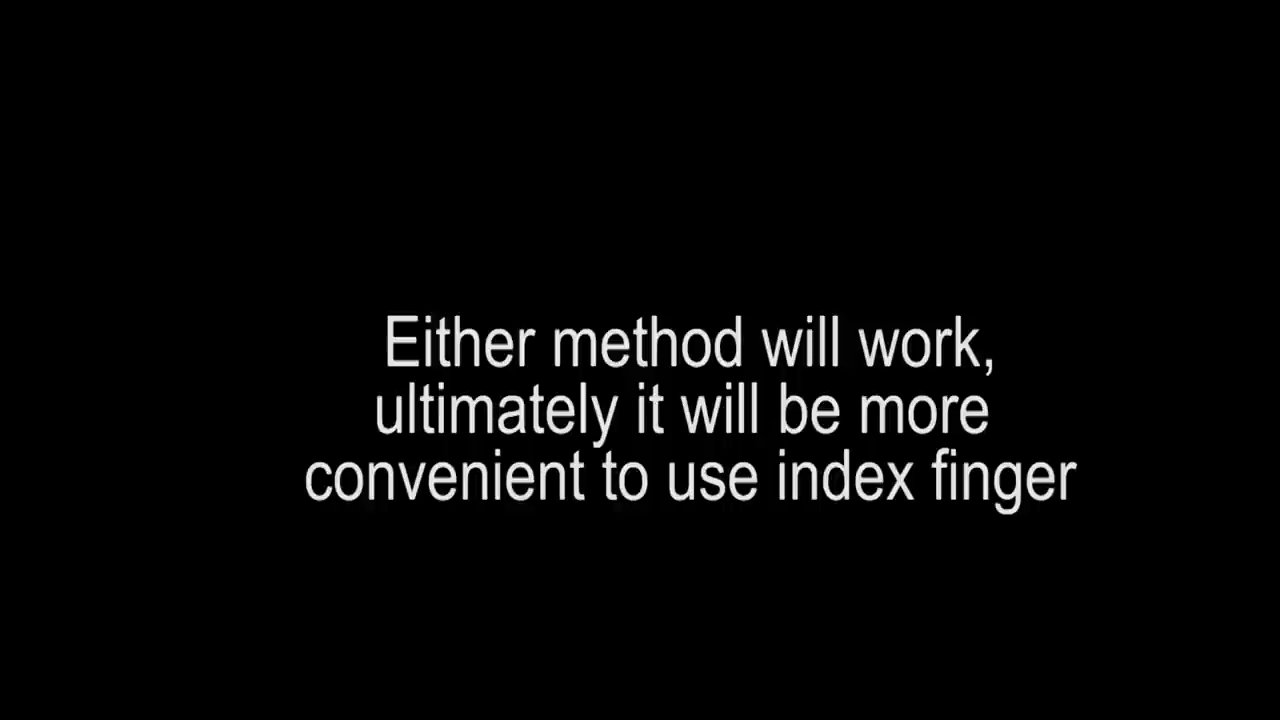 Either method will work,
ultimately it will be more
convenient to use index finger